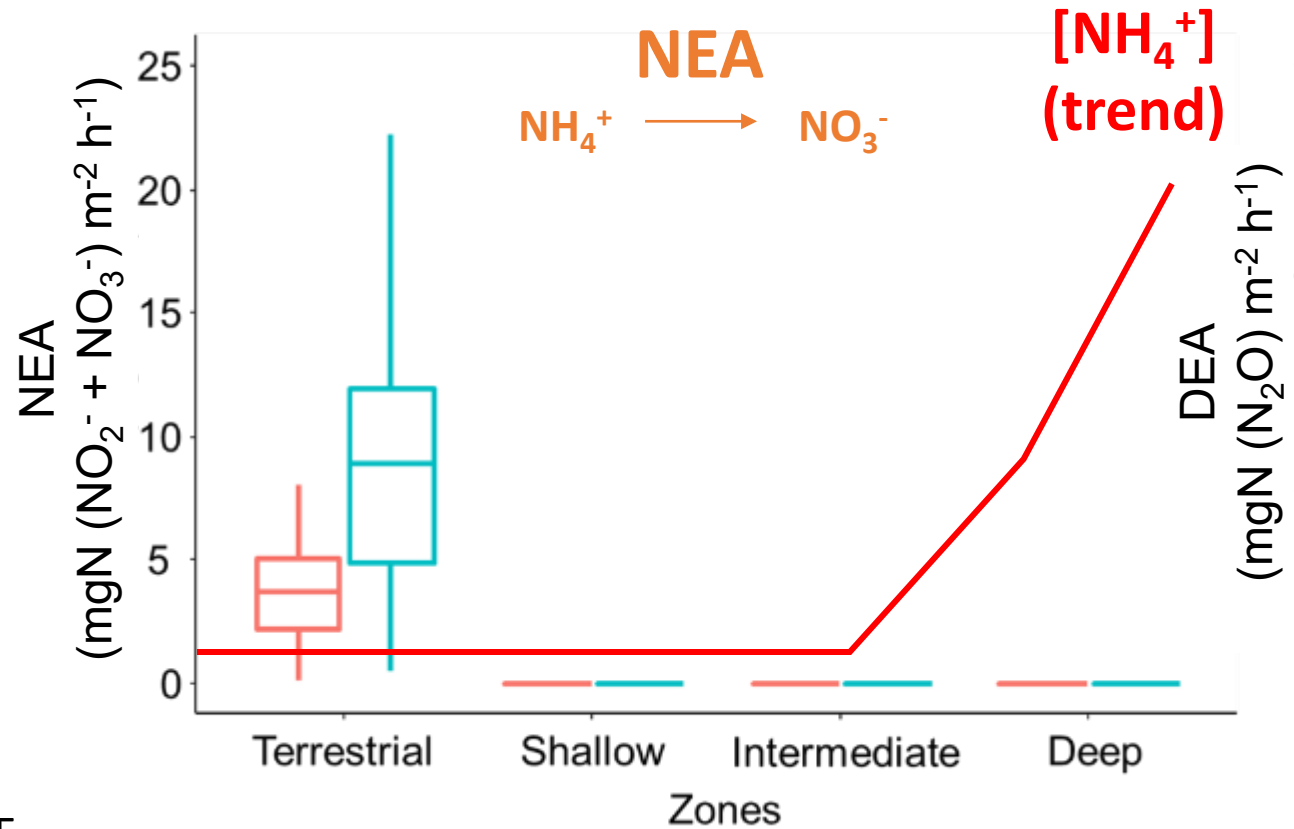 NEA
NH₄⁺ → NO₃⁻
[NH₄⁺]
(trend)
NEA
(mgN (NO₂⁻ + NO₃⁻) m⁻² h⁻¹)
25
20
15
10
5
0
DEA
(mgN (N₂O) m⁻² h⁻¹)
Terrestrial Shallow Intermediate Deep
Zones